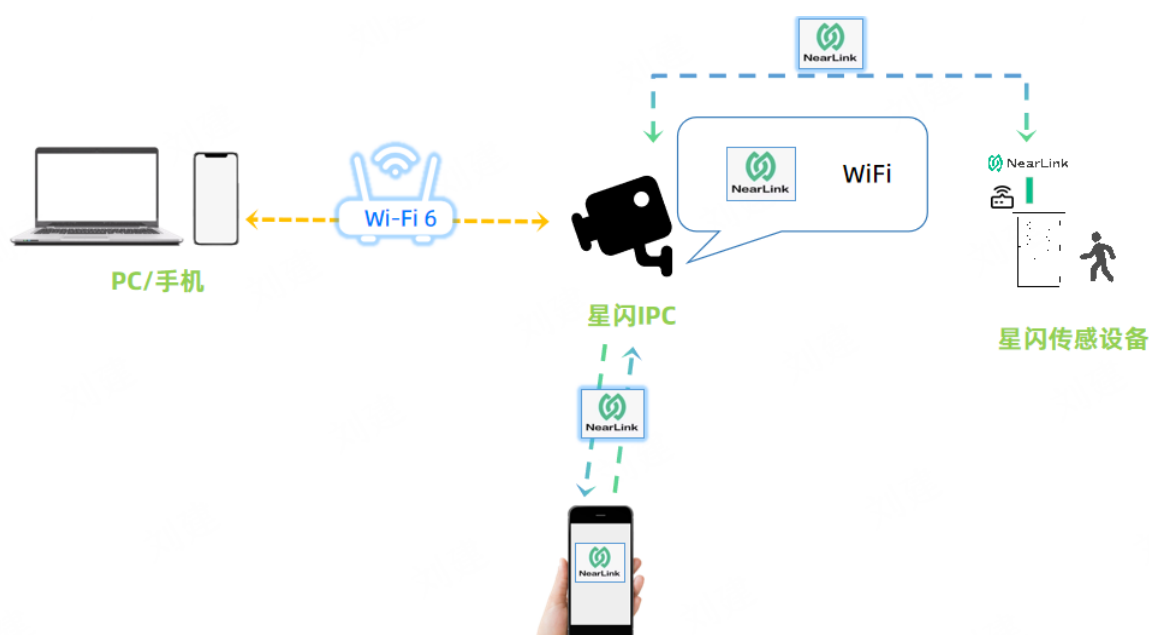 NearLink
NearLink
WiFi
NearLink
Wi-Fi 6
PC/手机
星闪IPC
星闪传感设备
NearLink
NearLink